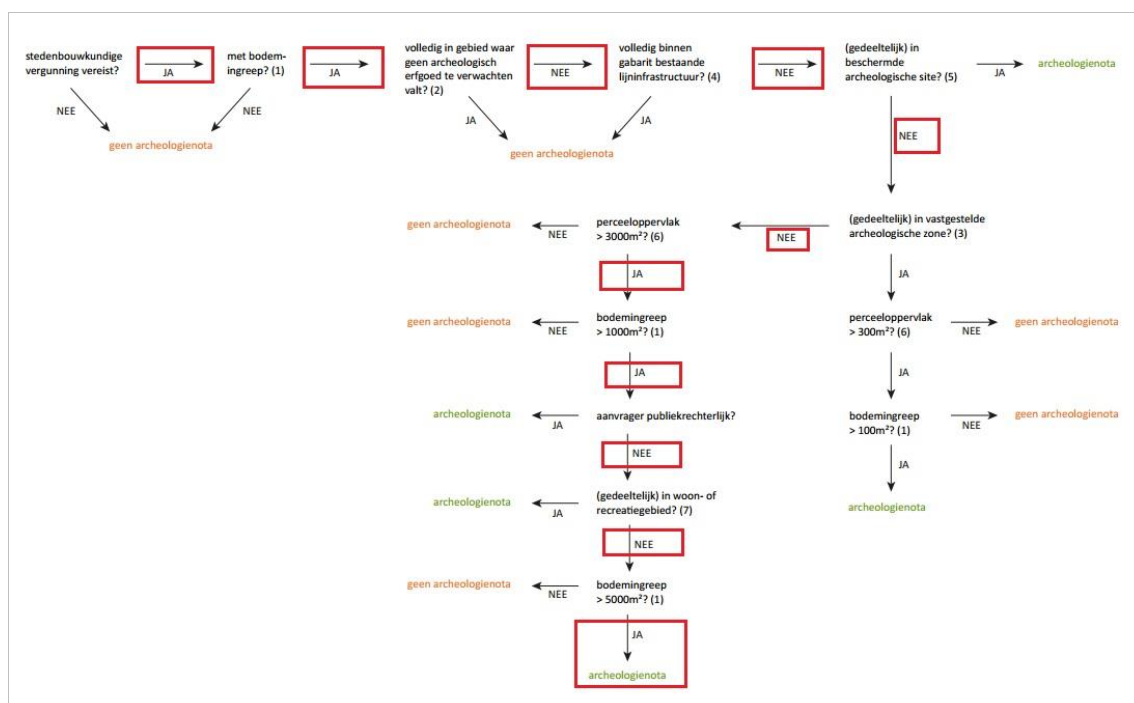 stedenbouwkundige
vergunning vereist?
JA
met bodem-
ingreep? (1)
JA
volledig in gebied waar
geen archeologisch
erfgoed te verwachten
valt? (2)
NEE
volledig binnen
gabarit bestaande
lijninfrastructuur? (4)
NEE
(gedeeltelijk) in
beschermde
archeologische site? (5)
JA
archeologienota
NEE
NEE
geen archeologienota
JA
JA
geen archeologienota
NEE
geen archeologienota
NEE
perceeloppervlak
> 3000m²? (6)
NEE
(gedeeltelijk) in vastgestelde
archeologische zone? (3)
JA
JA
geen archeologienota
NEE
bodemingreep
> 1000m²? (1)
perceeloppervlak
> 300m²? (6)
NEE
geen archeologienota
JA
JA
archeologienota
JA
aanvrager publiekrechterlijk?
bodemingreep
> 100m²? (1)
NEE
geen archeologienota
NEE
JA
archeologienota
JA
(gedeeltelijk) in woon- of
recreatiegebied? (7)
archeologienota
NEE
geen archeologienota
NEE
bodemingreep
> 5000m²? (1)
JA
archeologienota